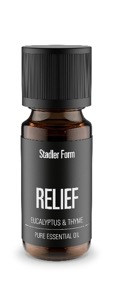 Stadler Form
RELIEF
EUCALYPTUS & THYME
PURE ESSENTIAL OIL